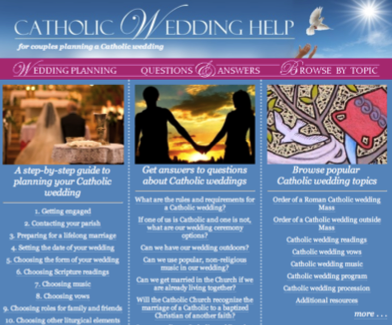 CATHOLIC WEDDING HELP
for couples planning a Catholic wedding
WEDDING PLANNING
QUESTIONS & ANSWERS
BROWSE BY TOPIC
A step-by-step guide to
planning your Catholic
wedding
1. Getting engaged
2. Contacting your parish
3. Preparing for a lifelong marriage
4. Setting the date of your wedding
5. Choosing the form of your wedding
6. Choosing Scripture readings
7. Choosing music
8. Choosing vows
9. Choosing roles for family and friends
10. Choosing other liturgical elements
Get answers to questions
about Catholic weddings
What are the rules and requirements for
a Catholic wedding?
If one of us is Catholic and one is not,
what are our wedding ceremony
options?
Can we have our wedding outdoors?
Can we use popular, non-religious
music in our wedding?
Can we get married in the Church if
we are already living together?
Will the Catholic Church recognize the
marriage of a Catholic to a baptized
Christian of another faith?
Browse popular
Catholic wedding topics
Order of a Roman Catholic wedding
Mass
Order of a Catholic wedding outside
Mass
Catholic wedding readings
Catholic wedding vows
Catholic wedding music
Catholic wedding program
Catholic wedding procession
Additional resources
more . . .